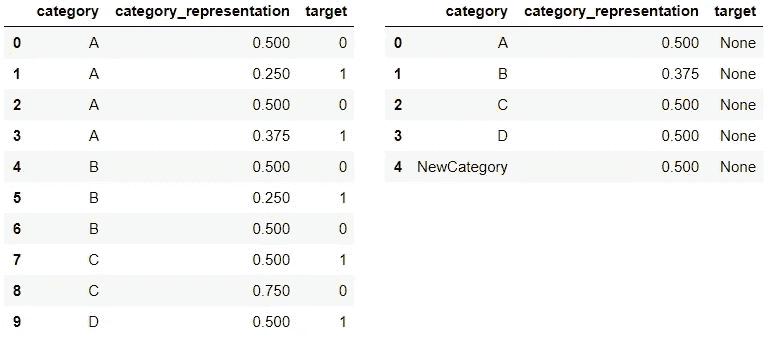 category category_representation target category category_representation target
0 A 0.500 0 0 A 0.500 None
1 A 0.250 1 1 B 0.375 None
2 A 0.500 0 2 C 0.500 None
3 A 0.375 1 3 D 0.500 None
4 B 0.500 0 4 NewCategory 0.500 None
5 B 0.250 1
6 B 0.500 0
7 C 0.500 1
8 C 0.750 0
9 D 0.500 1